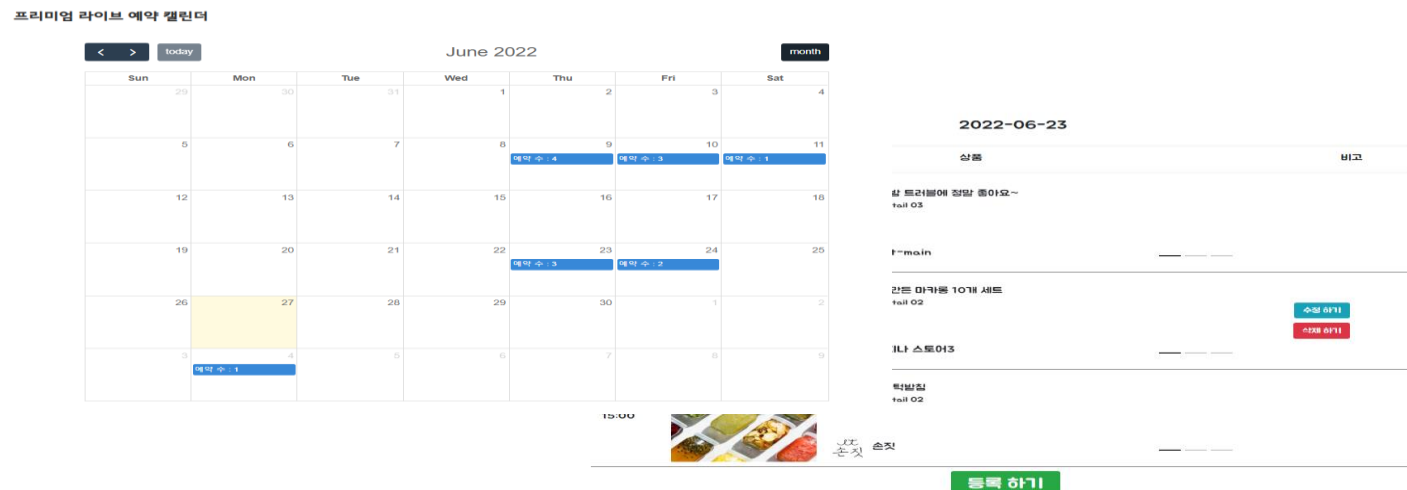 프리미엄 라이브 예약 캘린더
< > today June 2022 month
Sun Mon Tue Wed Thu Fri Sat
29 30 31 1 2 3 4
5 6 7 8 9 10 11
예약 수 : 4 예약 수 : 3 예약 수 : 1
12 13 14 15 16 17 18
19 20 21 22 23 24 25
예약 수 : 3 예약 수 : 2
26 27 28 29 30 1 2
3 4 5 6 7 8 9
예약 수 : 1
2022-06-23
상품 비고
트러블에 정말 좋아요~
tail 03
-main
마카롱 10개 세트
tail 02
수정 하기
삭제 하기
스토어3
턱받침
tail 02
15:00
손짓 손짓
등록 하기